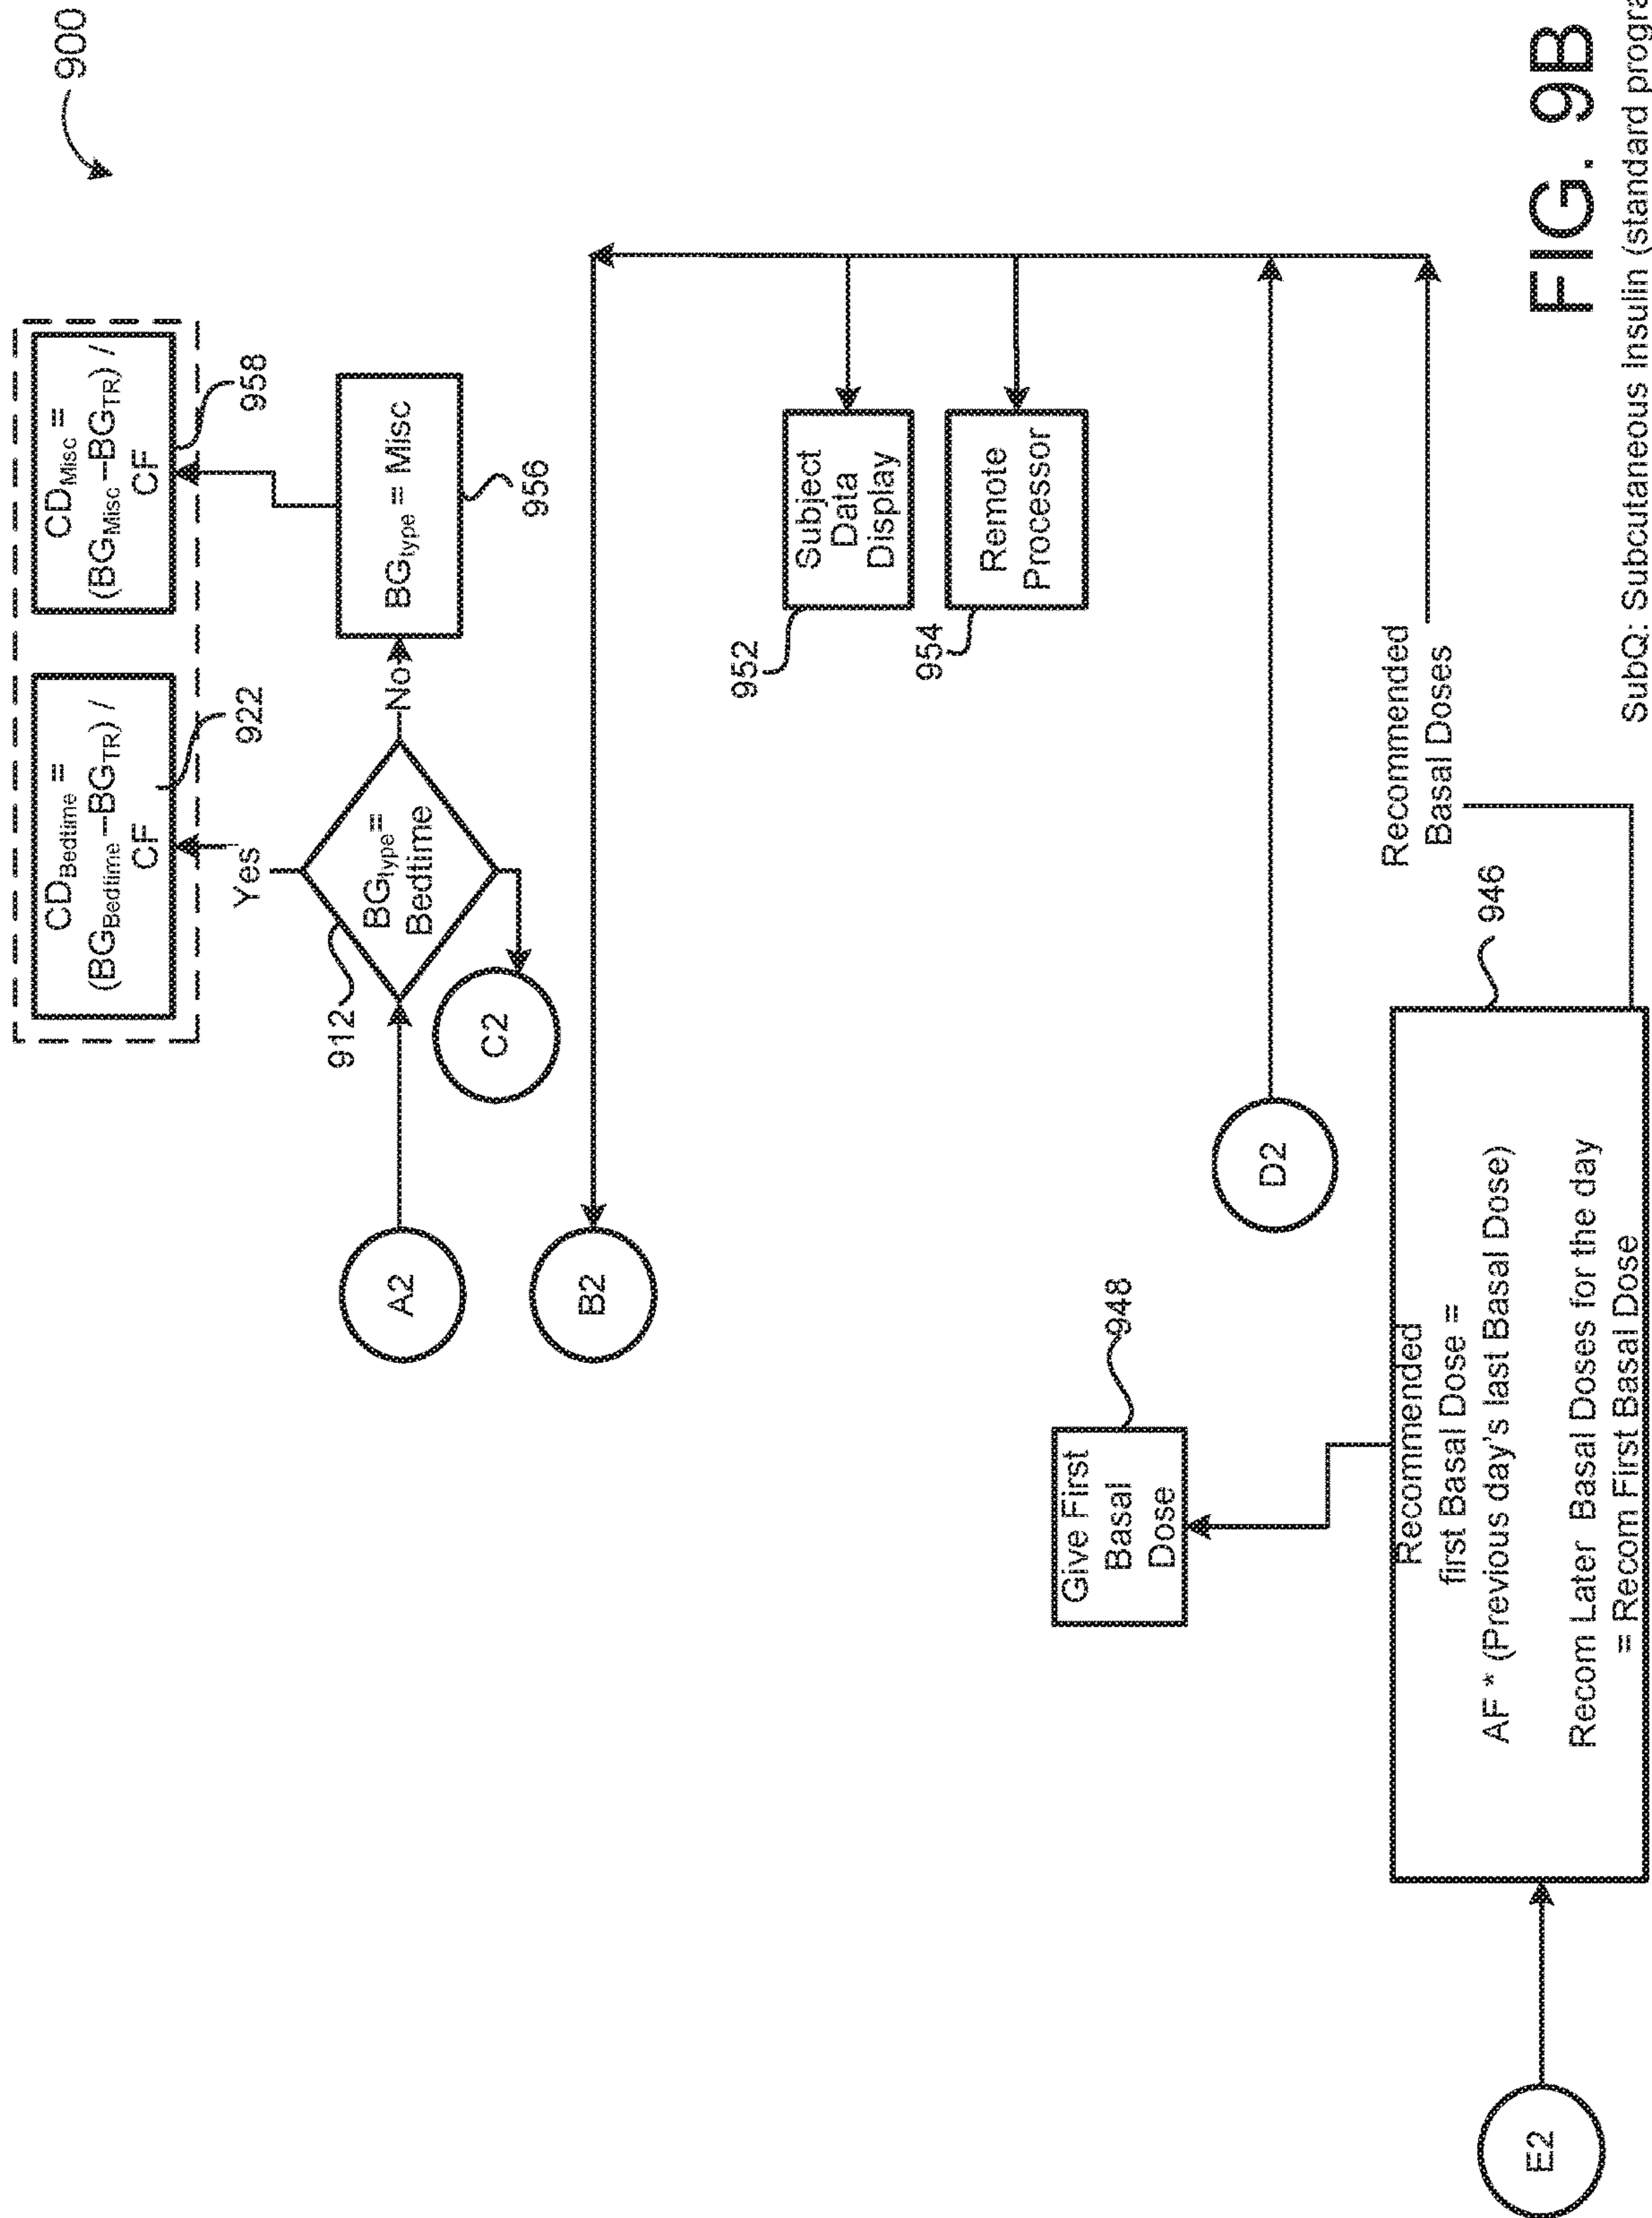 900
CD_Bedtime =
(BG_Bedtime–BG_TR) /
CF
922
CD_Misc =
(BG_Misc–BG_TR) /
CF
958
Yes
912
BG_type=
Bedtime
No
BG_type = Misc
956
A2
C2
B2
952
Subject
Data
Display
954
Remote
Processor
948
Give First
Basal
Dose
D2
Recommended
Basal Doses
946
Recommended
first Basal Dose =
AF * (Previous day's last Basal Dose)
Recom Later Basal Doses for the day
= Recom First Basal Dose
E2
FIG. 9B
SubQ: Subcutaneous Insulin (standard